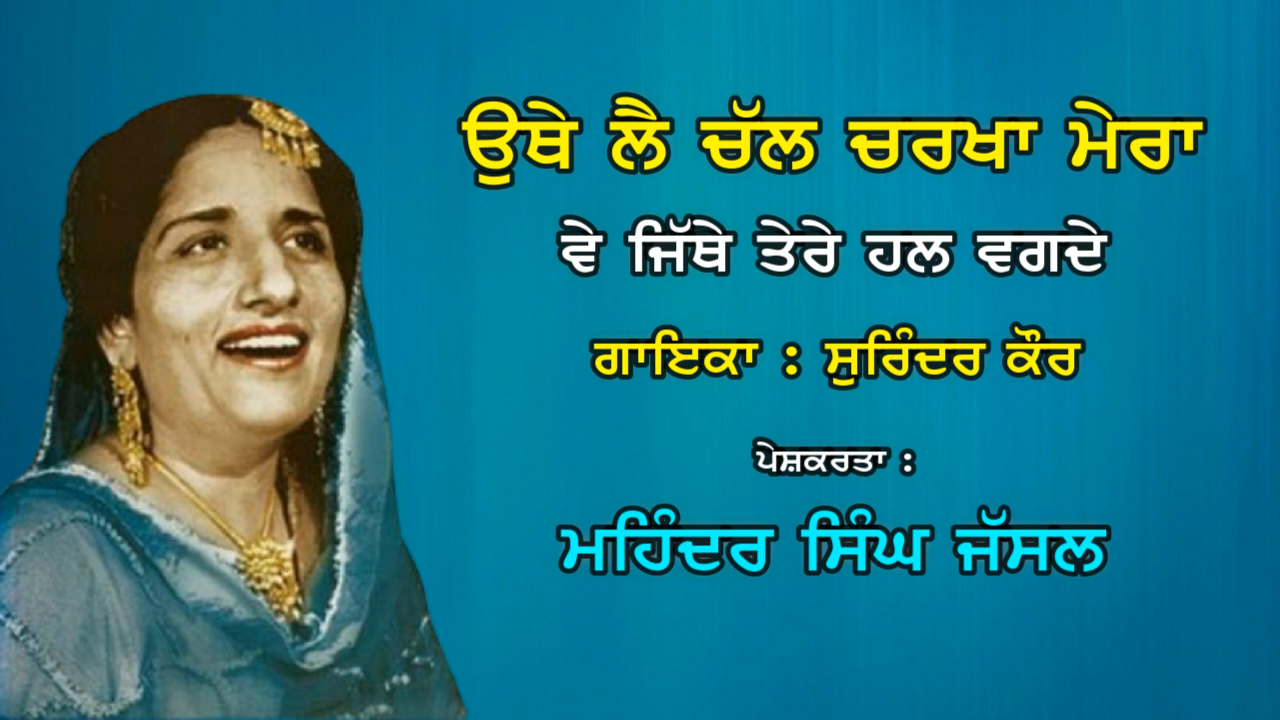 ਉਥੇ ਲੈ ਚੱਲ ਚਰਖਾ ਮੇਰਾ
ਵੇ ਜਿੱਥੇ ਤੇਰੇ ਹਲ ਵਗਦੇ
ਗਾਇਕਾ : ਸੁਰਿੰਦਰ ਕੌਰ
ਪੇਸ਼ਕਰਤਾ :
ਮਹਿੰਦਰ ਸਿੰਘ ਜੱਸਲ